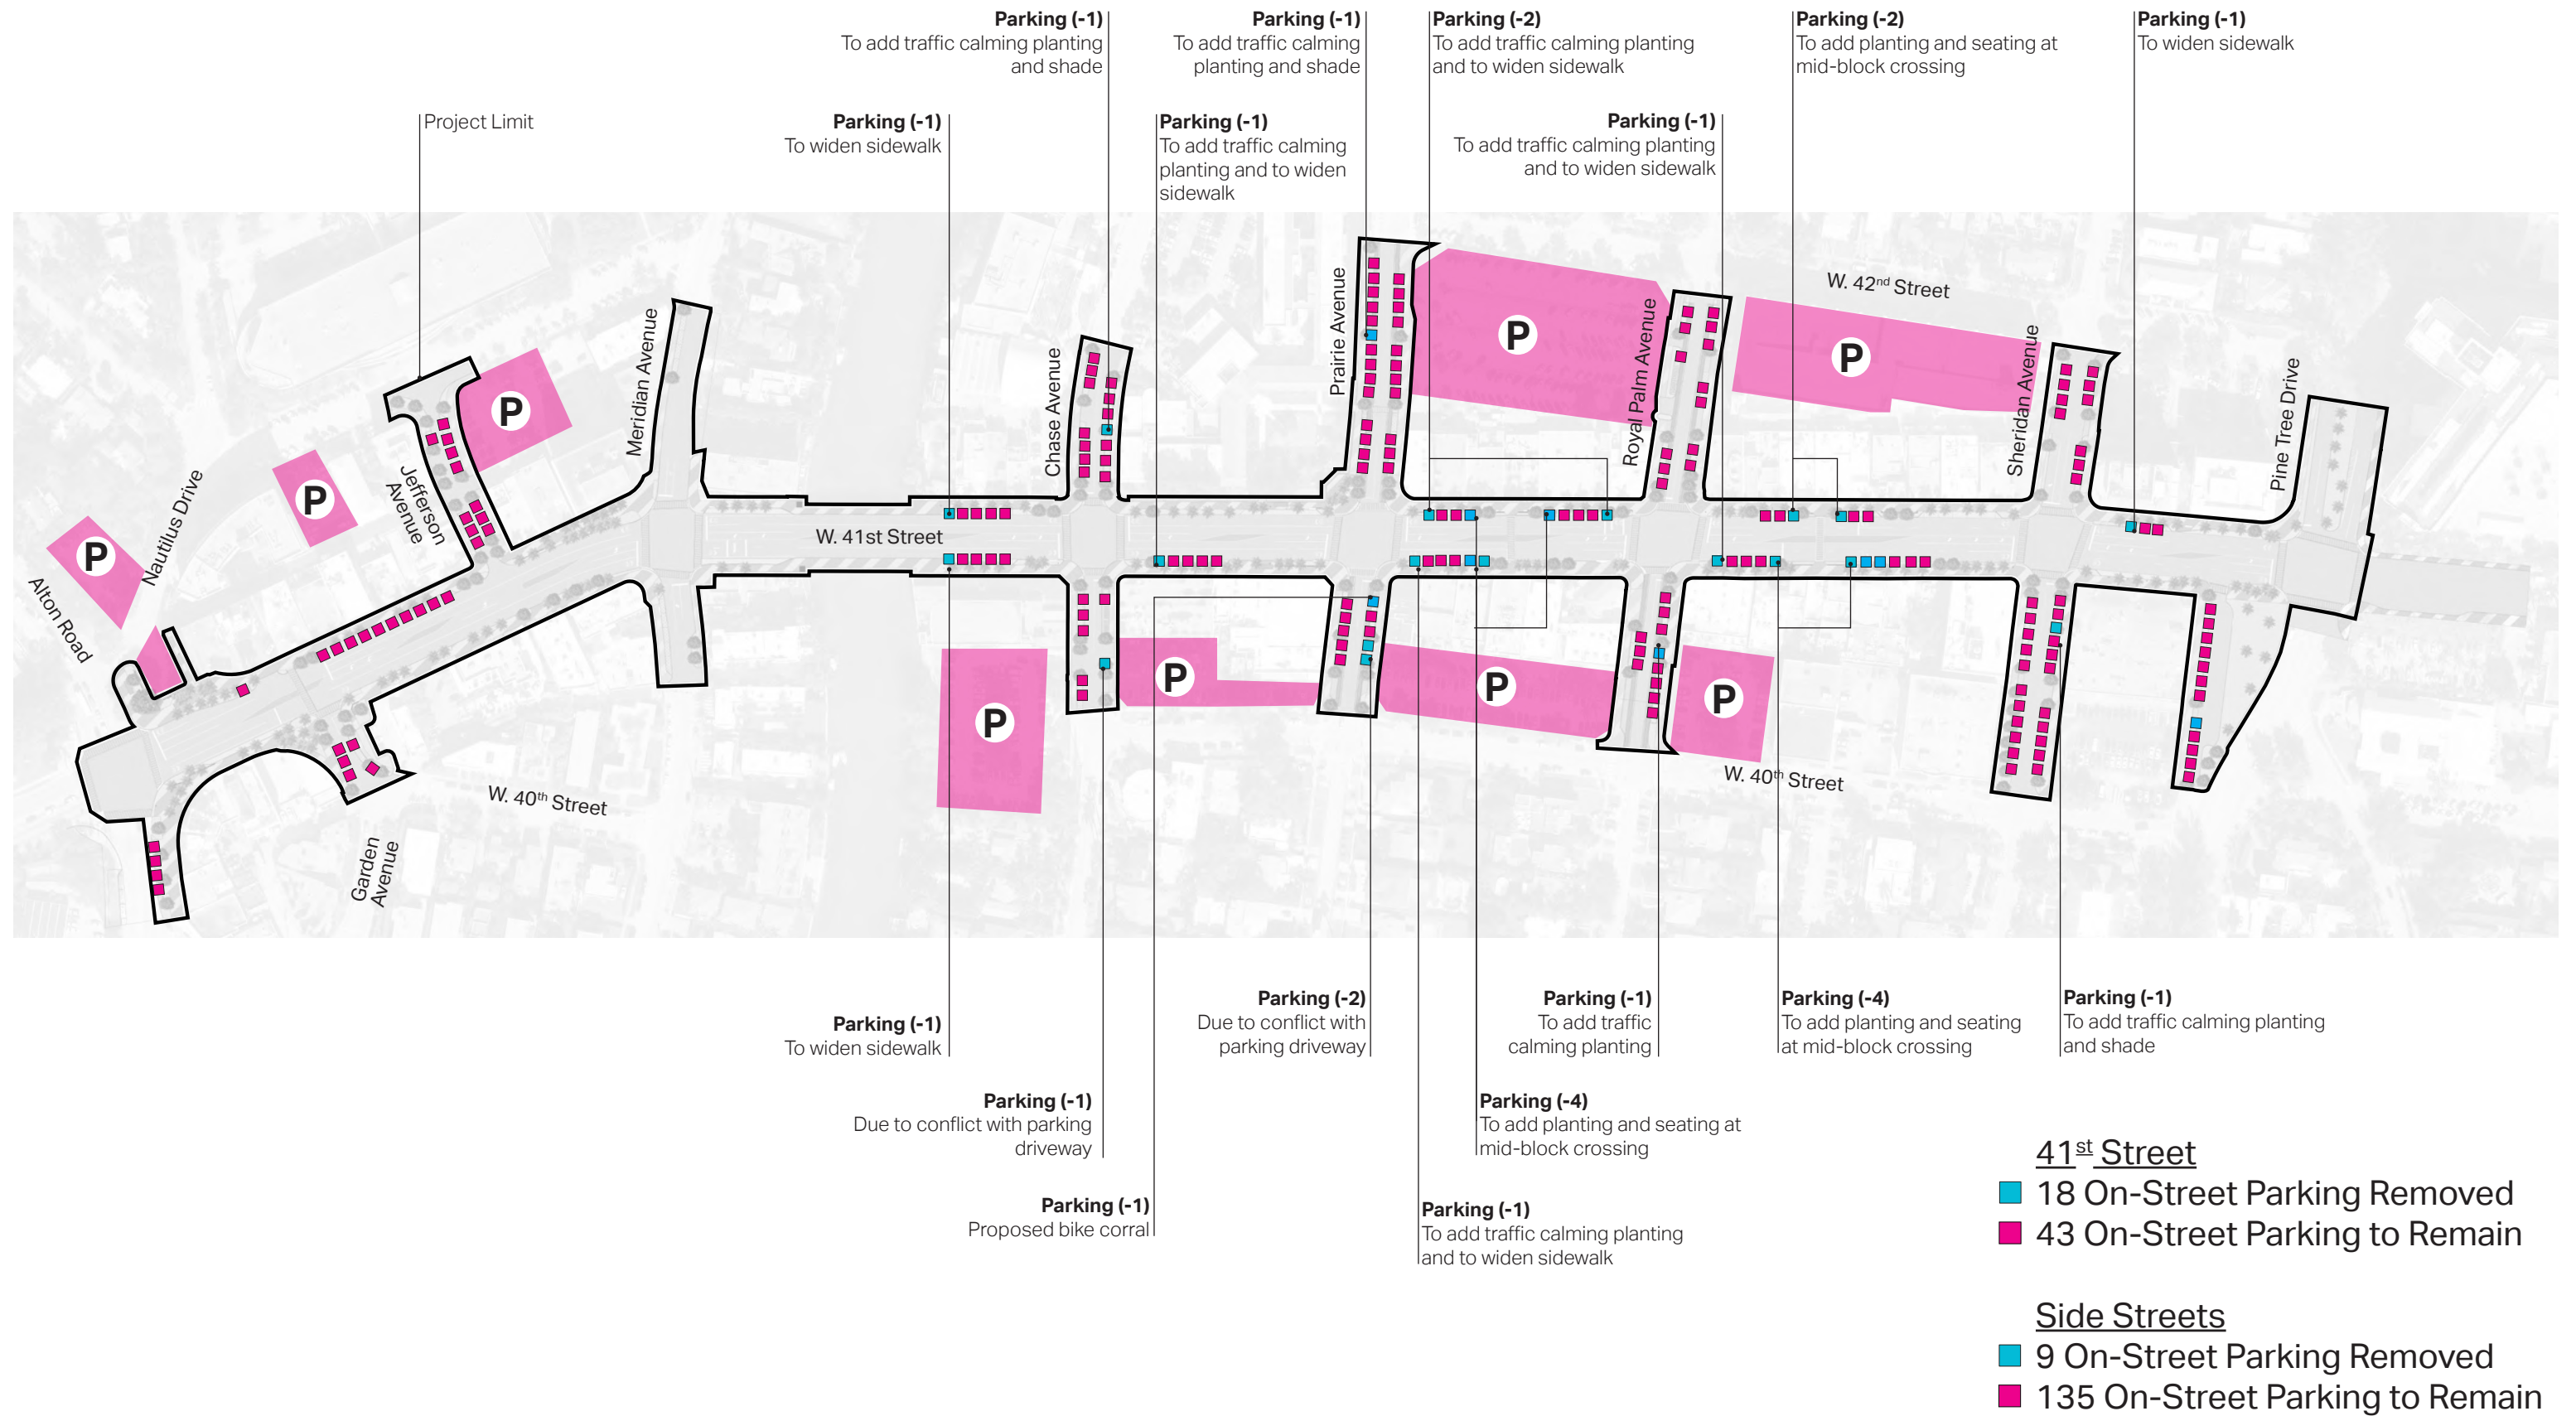 Parking (-1)
To add traffic calming planting
and shade
Parking (-1)
To add traffic calming
planting and shade
Parking (-2)
To add traffic calming planting
and to widen sidewalk
Parking (-2)
To add planting and seating at
mid-block crossing
Parking (-1)
To widen sidewalk
Project Limit
Parking (-1)
To widen sidewalk
Parking (-1)
To add traffic calming
planting and to widen
sidewalk
Parking (-1)
To add traffic calming planting
and to widen sidewalk
Alton Road
Nautilus Drive
Jefferson
Avenue
Meridian Avenue
Chase Avenue
Prairie Avenue
Royal Palm Avenue
W. 42nd Street
Sheridan Avenue
Pine Tree Drive
W. 41st Street
P
P
P
P
P
P
P
P
P
W. 40th Street
W. 40th Street
Garden
Avenue
Parking (-1)
To widen sidewalk
Parking (-2)
Due to conflict with
parking driveway
Parking (-1)
To add traffic
calming planting
Parking (-4)
To add planting and seating
at mid-block crossing
Parking (-1)
To add traffic calming planting
and shade
Parking (-1)
Due to conflict with parking
driveway
Parking (-4)
To add planting and seating at
mid-block crossing
Parking (-1)
Proposed bike corral
Parking (-1)
To add traffic calming planting
and to widen sidewalk
41st Street
18 On-Street Parking Removed
43 On-Street Parking to Remain
Side Streets
9 On-Street Parking Removed
135 On-Street Parking to Remain